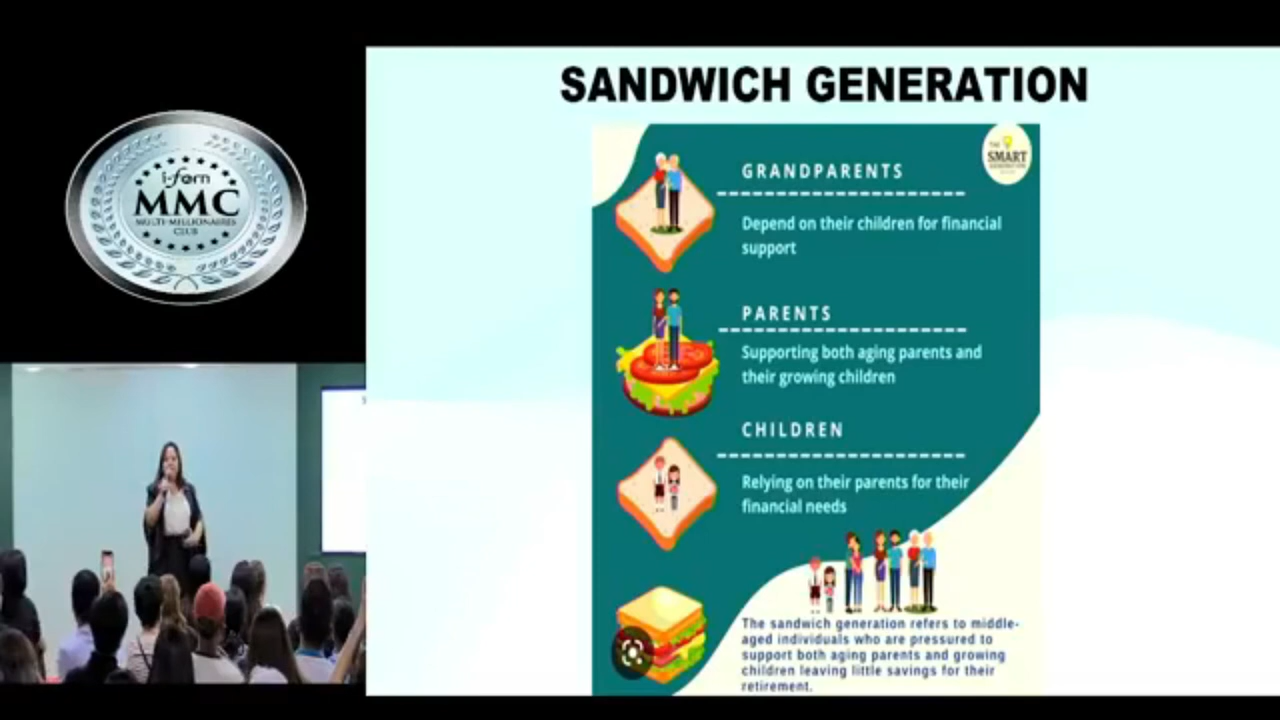 SANDWICH GENERATION
i-fern
MMC
MULTI-MILLIONAIRES
CLUB
THE
SMART
GRANDPARENTS
Depend on their children for financial
support
PARENTS
Supporting both aging parents and
their growing children
CHILDREN
Relying on their parents for their
financial needs
The sandwich generation refers to middle-
aged individuals who are pressured to
support both aging parents and growing
children leaving little savings for their
retirement.